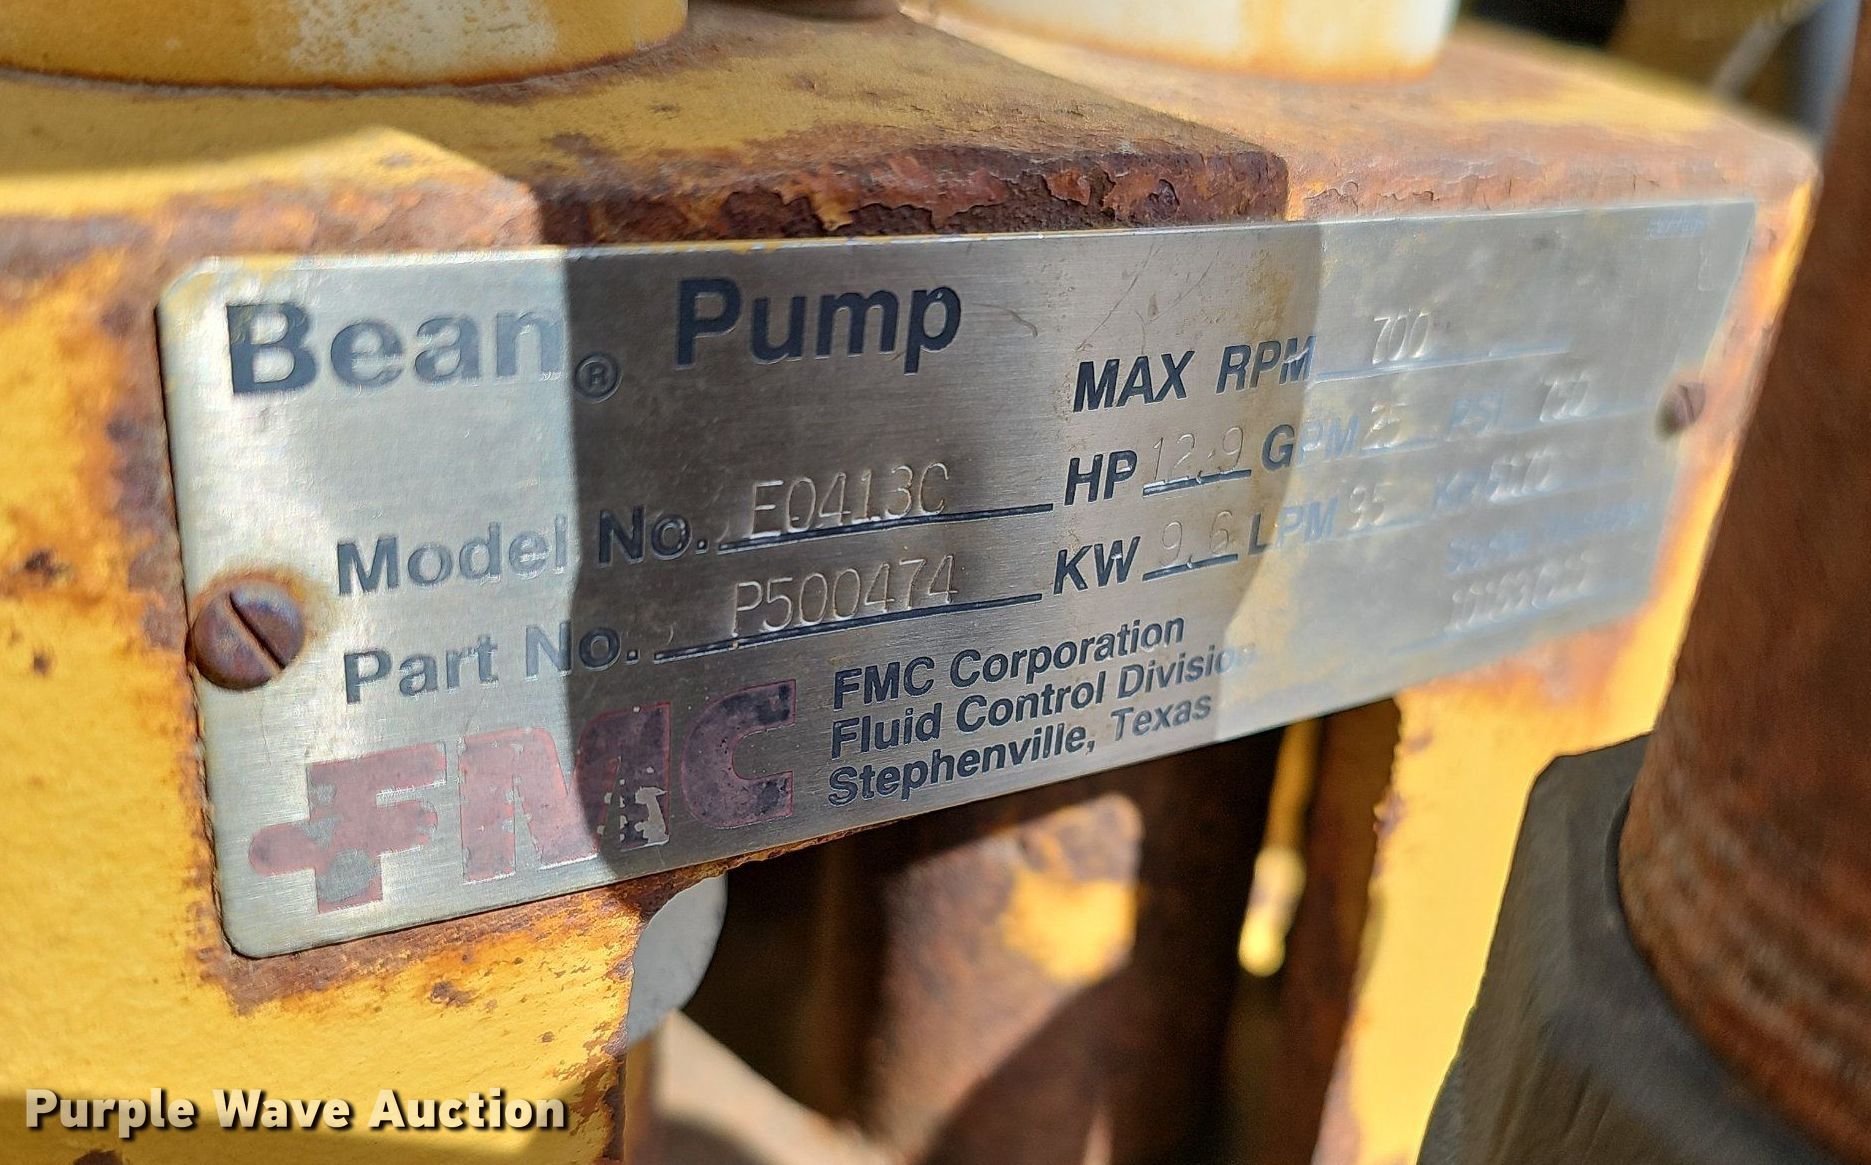 Bean® Pump
MAX RPM 700
Model No. E0413C HP 12.9 GPM 25 PSI 750
Part No. P500474 KW 9.6 LPM 95
FMC FMC Corporation
Fluid Control Division
Stephenville, Texas
Purple Wave Auction